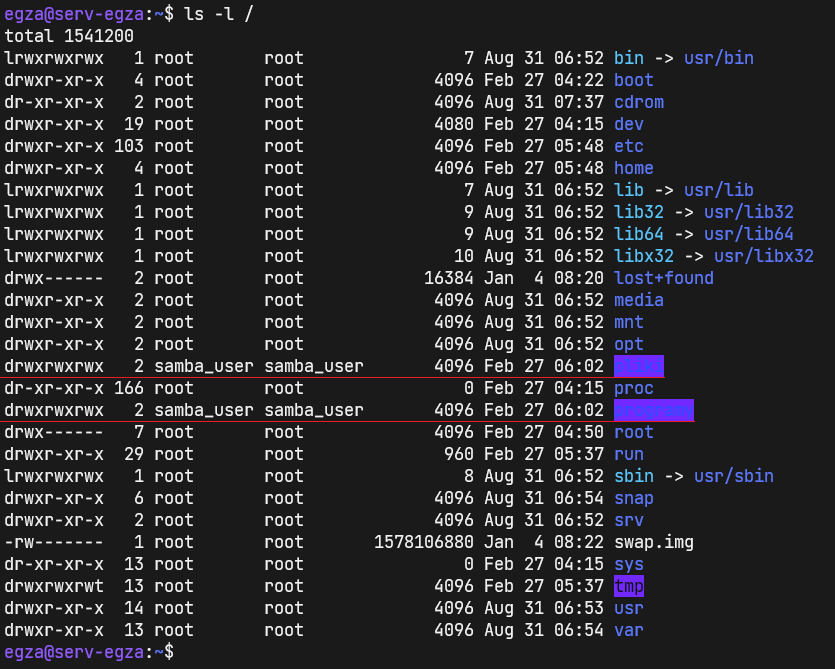 egza@serv-egza:~$ ls -l /
total 1541200
lrwxrwxrwx   1 root       root                7 Aug 31 06:52 bin -> usr/bin
drwxr-xr-x   4 root       root             4096 Feb 27 04:22 boot
dr-xr-xr-x   2 root       root             4096 Aug 31 07:37 cdrom
drwxr-xr-x  19 root       root             4080 Feb 27 04:15 dev
drwxr-xr-x 103 root       root             4096 Feb 27 05:48 etc
drwxr-xr-x   4 root       root             4096 Feb 27 05:48 home
lrwxrwxrwx   1 root       root                7 Aug 31 06:52 lib -> usr/lib
lrwxrwxrwx   1 root       root                9 Aug 31 06:52 lib32 -> usr/lib32
lrwxrwxrwx   1 root       root                9 Aug 31 06:52 lib64 -> usr/lib64
lrwxrwxrwx   1 root       root               10 Aug 31 06:52 libx32 -> usr/libx32
drwx------   2 root       root            16384 Jan  4 08:20 lost+found
drwxr-xr-x   2 root       root             4096 Aug 31 06:52 media
drwxr-xr-x   2 root       root             4096 Aug 31 06:52 mnt
drwxr-xr-x   2 root       root             4096 Aug 31 06:52 opt
drwxrwxrwx   2 samba_user samba_user       4096 Feb 27 06:02
dr-xr-xr-x 166 root       root                0 Feb 27 04:15 proc
drwxrwxrwx   2 samba_user samba_user       4096 Feb 27 06:02
drwx------   7 root       root             4096 Feb 27 04:50 root
drwxr-xr-x  29 root       root              960 Feb 27 05:37 run
lrwxrwxrwx   1 root       root                8 Aug 31 06:52 sbin -> usr/sbin
drwxr-xr-x   6 root       root             4096 Aug 31 06:54 snap
drwxr-xr-x   2 root       root             4096 Aug 31 06:52 srv
-rw-------   1 root       root       1578106880 Jan  4 08:22 swap.img
dr-xr-xr-x  13 root       root                0 Feb 27 04:15 sys
drwxrwxrwt  13 root       root             4096 Feb 27 05:37 tmp
drwxr-xr-x  14 root       root             4096 Aug 31 06:53 usr
drwxr-xr-x  13 root       root             4096 Aug 31 06:54 var
egza@serv-egza:~$